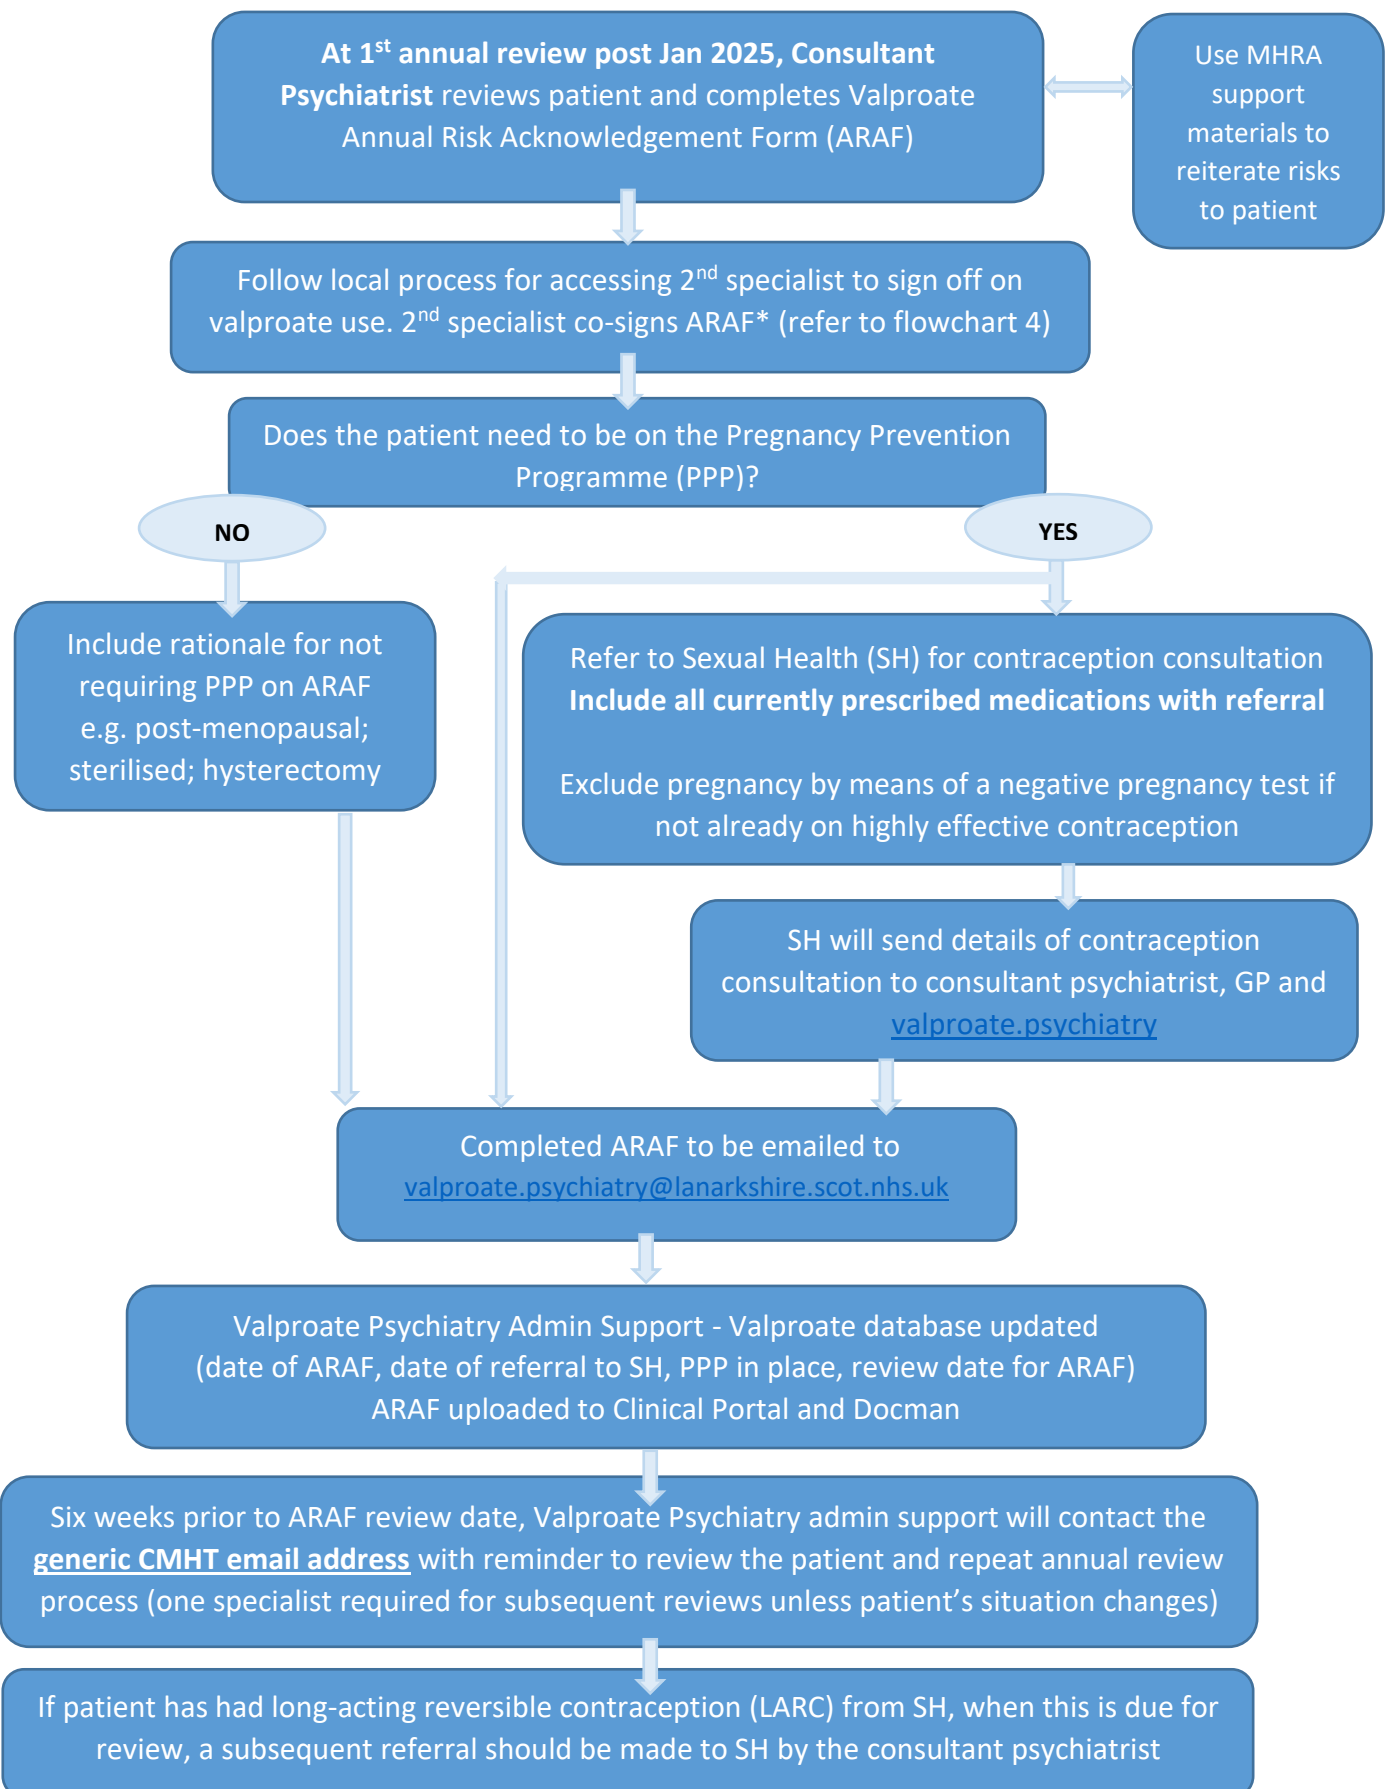 At 1st annual review post Jan 2025, Consultant
Psychiatrist reviews patient and completes Valproate
Annual Risk Acknowledgement Form (ARAF)
Use MHRA
support
materials to
reiterate risks
to patient
Follow local process for accessing 2nd specialist to sign off on
valproate use. 2nd specialist co-signs ARAF* (refer to flowchart 4)
Does the patient need to be on the Pregnancy Prevention
Programme (PPP)?
NO
YES
Include rationale for not
requiring PPP on ARAF
e.g. post-menopausal;
sterilised; hysterectomy
Refer to Sexual Health (SH) for contraception consultation
Include all currently prescribed medications with referral
Exclude pregnancy by means of a negative pregnancy test if
not already on highly effective contraception
SH will send details of contraception
consultation to consultant psychiatrist, GP and
valproate.psychiatry
Completed ARAF to be emailed to
valproate.psychiatry@lanarkshire.scot.nhs.uk
Valproate Psychiatry Admin Support - Valproate database updated
(date of ARAF, date of referral to SH, PPP in place, review date for ARAF)
ARAF uploaded to Clinical Portal and Docman
Six weeks prior to ARAF review date, Valproate Psychiatry admin support will contact the
generic CMHT email address with reminder to review the patient and repeat annual review
process (one specialist required for subsequent reviews unless patient's situation changes)
If patient has had long-acting reversible contraception (LARC) from SH, when this is due for
review, a subsequent referral should be made to SH by the consultant psychiatrist